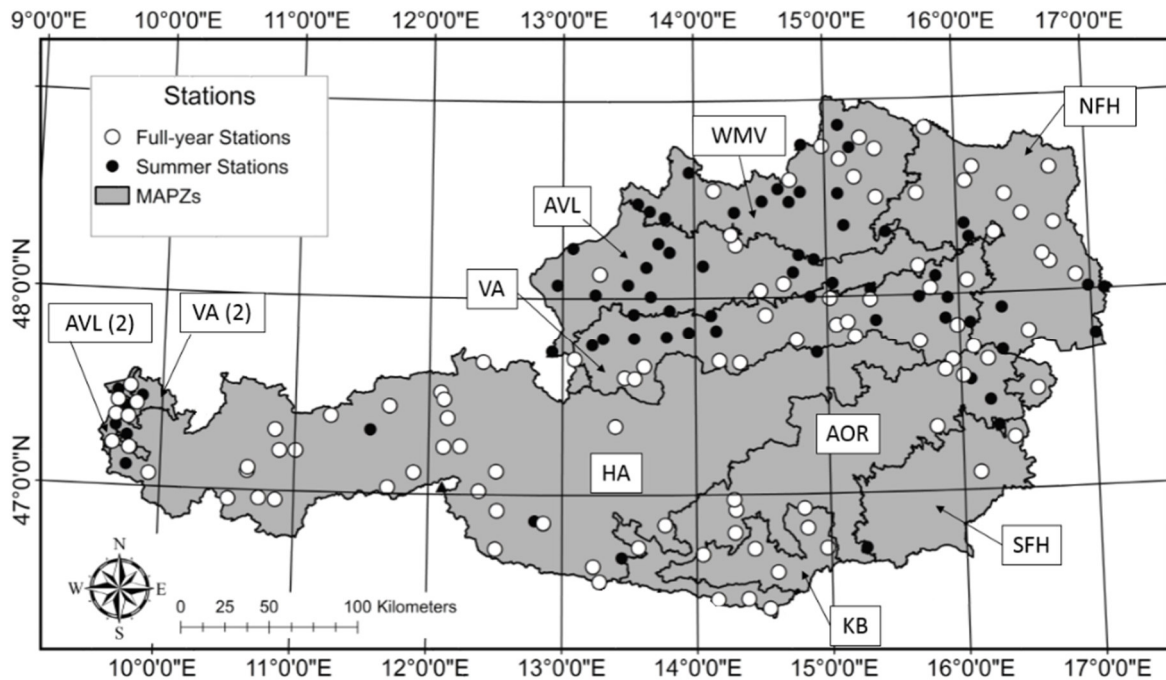 9°0'0"E 10°0'0"E 11°0'0"E 12°0'0"E 13°0'0"E 14°0'0"E 15°0'0"E 16°0'0"E 17°0'0"E
Stations
Full-year Stations
Summer Stations
MAPZs
NFH
WMV
AVL
VA
48°0'0"N
AVL (2)
VA (2)
AOR
HA
47°0'0"N
SFH
KB
N
W E
S
0 25 50 100 Kilometers
10°0'0"E 11°0'0"E 12°0'0"E 13°0'0"E 14°0'0"E 15°0'0"E 16°0'0"E 17°0'0"E